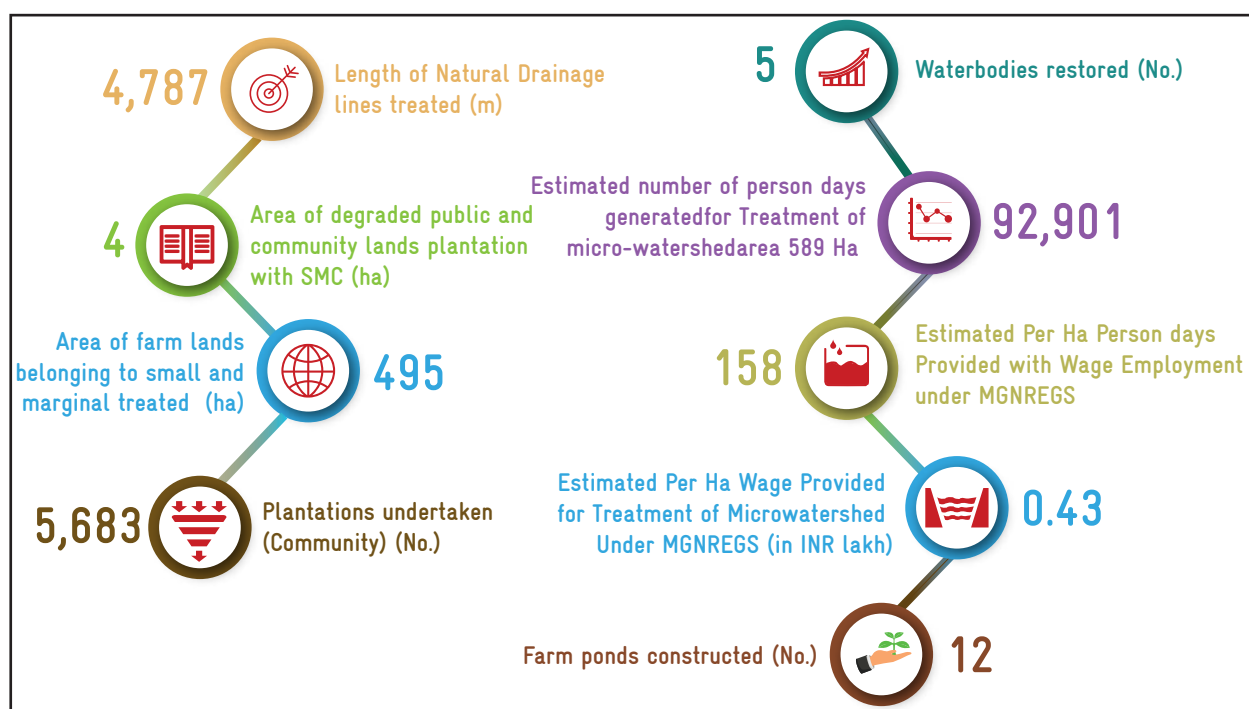 4,787
Length of Natural Drainage
lines treated (m)
4
Area of degraded public and
community lands plantation
with SMC (ha)
Area of farm lands
belonging to small and
marginal treated (ha)
495
5,683
Plantations undertaken
(Community) (No.)
5
Waterbodies restored (No.)
Estimated number of person days
generatedfor Treatment of
micro-watershedarea 589 Ha
92,901
158
Estimated Per Ha Person days
Provided with Wage Employment
under MGNREGS
Estimated Per Ha Wage Provided
for Treatment of Microwatershed
Under MGNREGS (in INR lakh)
0.43
Farm ponds constructed (No.)
12